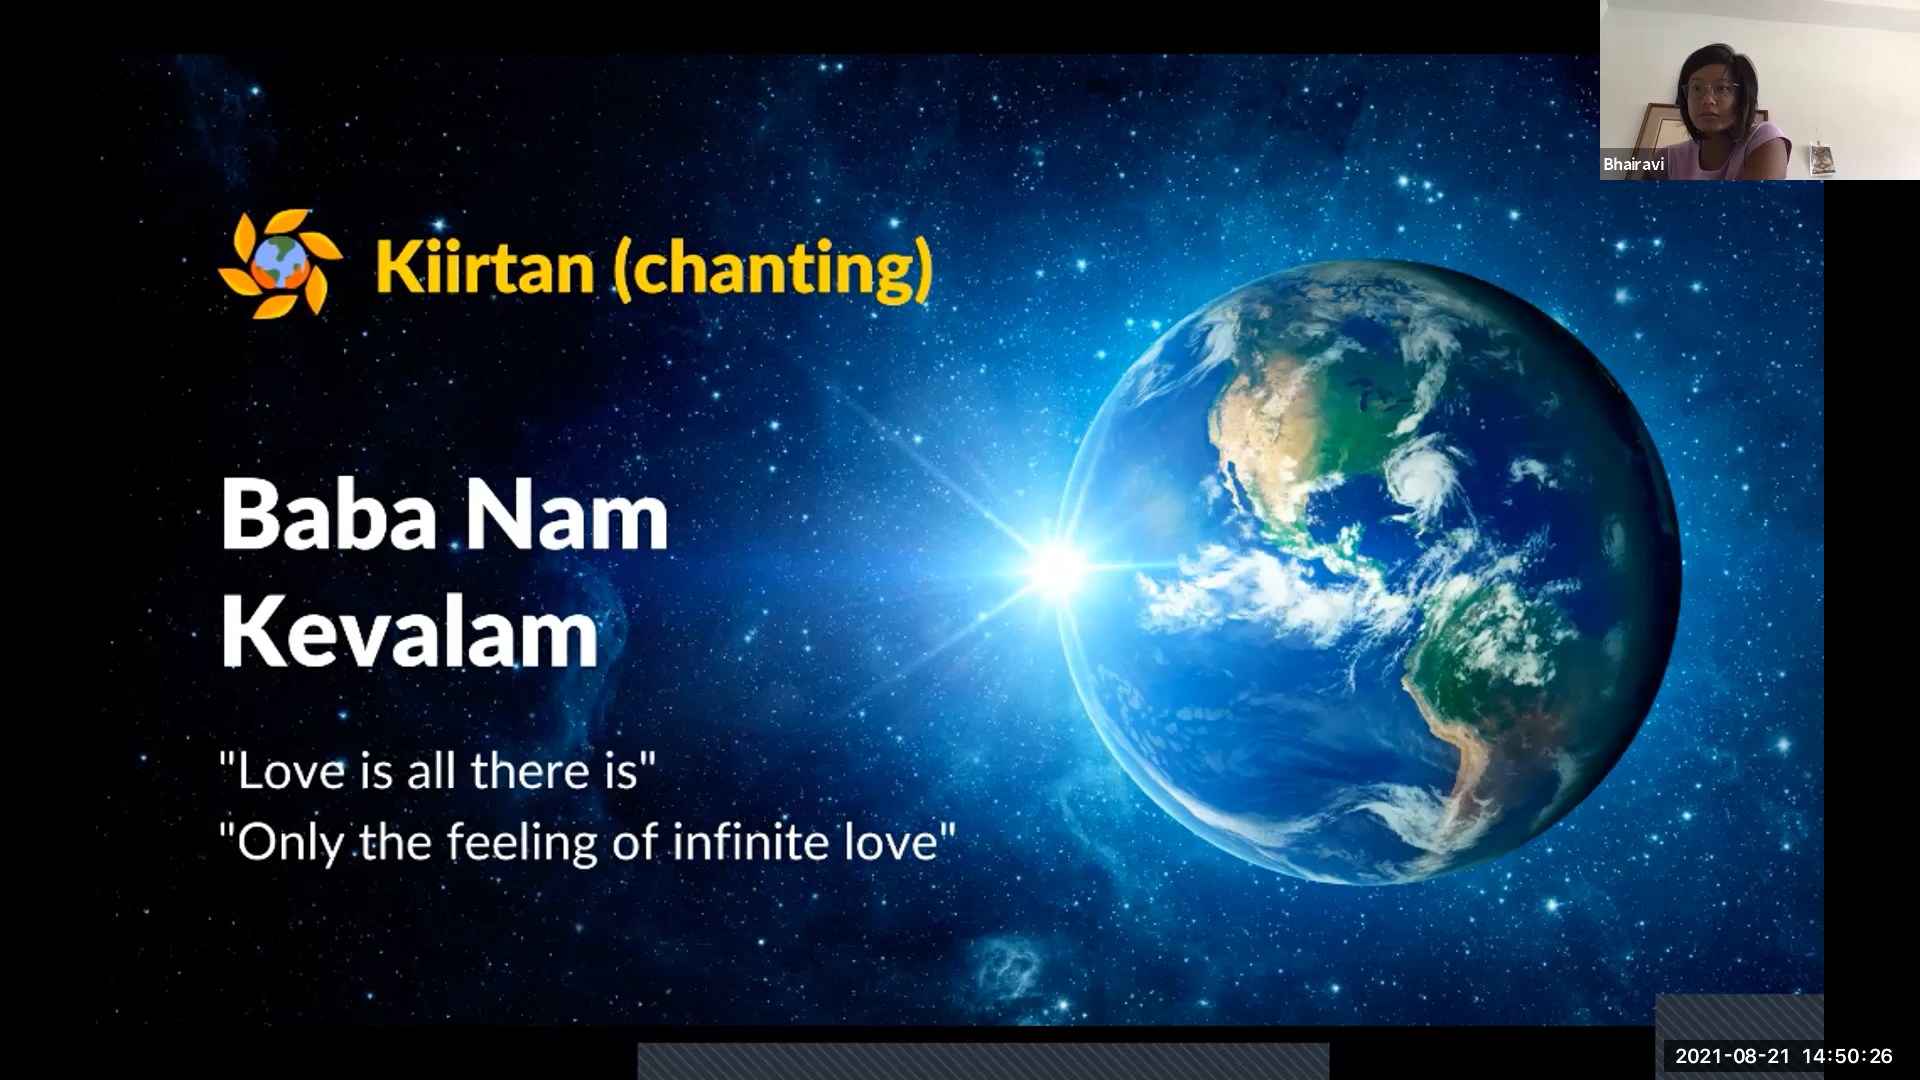 Bhairavi
Kiirtan (chanting)
Baba Nam
Kevalam
"Love is all there is"
"Only the feeling of infinite love"
2021-08-21 14:50:26